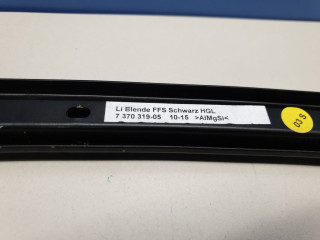 Li Blende FFS Schwarz HGL
7 370 319-05 10-15 >AlMgSi<
03 S